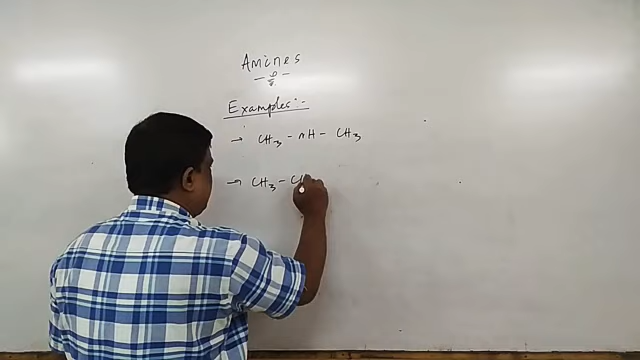 Amines
Examples:-
→ CH₃ - NH - CH₃
→ CH₃ - CH